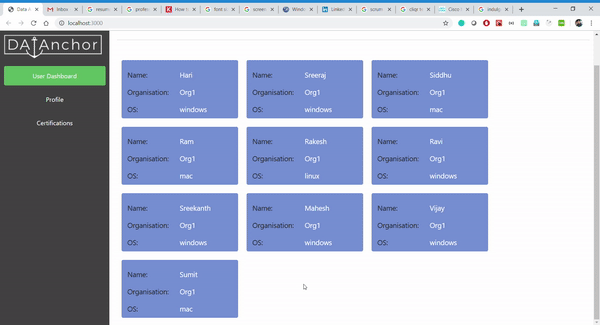 Data A
Inbox
resum
profes
How t
font s
screen
Windo
Linked
scrum
cliqr t
Cisco
indulg
localhost:3000
DATAnchor
User Dashboard
Profile
Certifications
Name: Hari
Organisation: Org1
OS: windows
Name: Sreeraj
Organisation: Org1
OS: windows
Name: Siddhu
Organisation: Org1
OS: mac
Name: Ram
Organisation: Org1
OS: mac
Name: Rakesh
Organisation: Org1
OS: linux
Name: Ravi
Organisation: Org1
OS: windows
Name: Sreekanth
Organisation: Org1
OS: windows
Name: Mahesh
Organisation: Org1
OS: windows
Name: Vijay
Organisation: Org1
OS: windows
Name: Sumit
Organisation: Org1
OS: mac